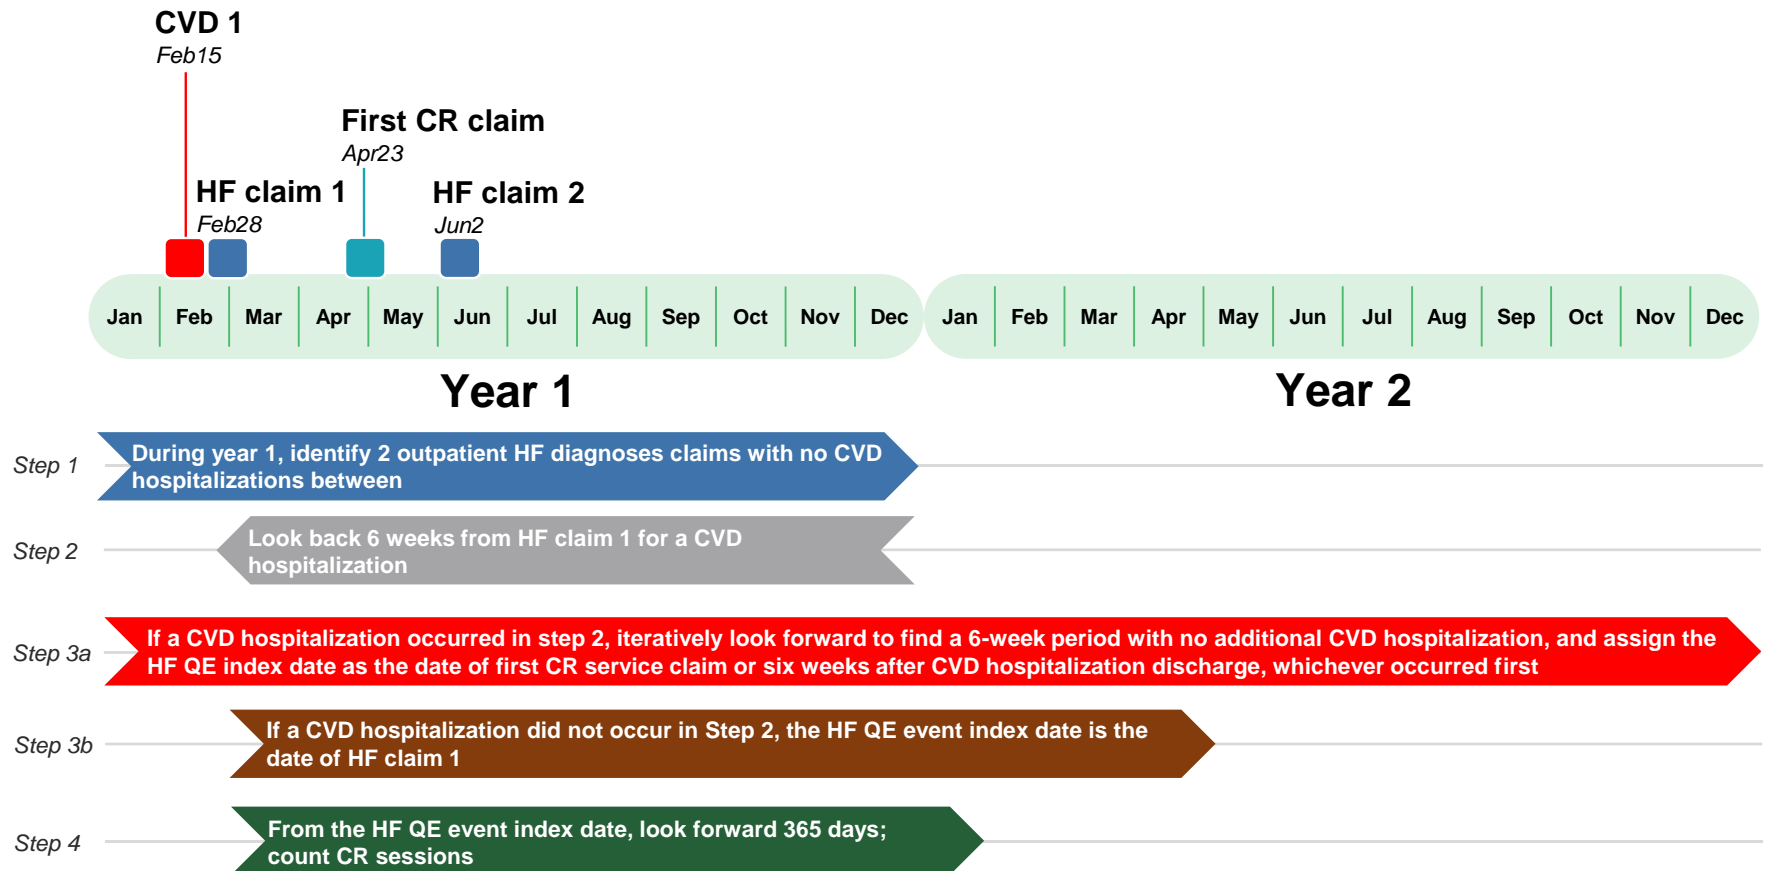 CVD 1
Feb15
First CR claim
Apr23
HF claim 1
Feb28
HF claim 2
Jun2
Jan Feb Mar Apr May Jun Jul Aug Sep Oct Nov Dec Jan Feb Mar Apr May Jun Jul Aug Sep Oct Nov Dec
Year 1 Year 2
Step 1
During year 1, identify 2 outpatient HF diagnoses claims with no CVD
hospitalizations between
Step 2
Look back 6 weeks from HF claim 1 for a CVD
hospitalization
Step 3a
If a CVD hospitalization occurred in step 2, iteratively look forward to find a 6-week period with no additional CVD hospitalization, and assign the
HF QE index date as the date of first CR service claim or six weeks after CVD hospitalization discharge, whichever occurred first
Step 3b
If a CVD hospitalization did not occur in Step 2, the HF QE event index date is the
date of HF claim 1
Step 4
From the HF QE event index date, look forward 365 days;
count CR sessions